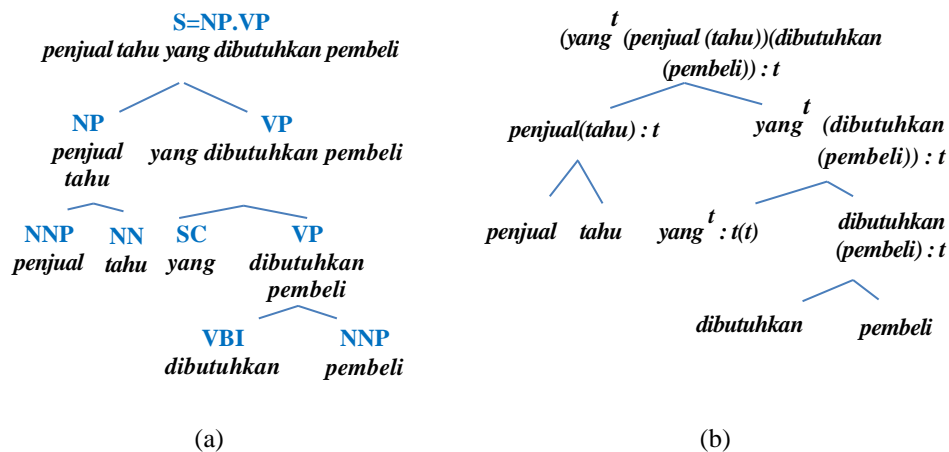 S=NP.VP
penjual tahu yang dibutuhkan pembeli
NP
penjual
tahu
VP
yang dibutuhkan pembeli
NNP
penjual
NN
tahu
SC
yang
VP
dibutuhkan
pembeli
VBI
dibutuhkan
NNP
pembeli
(a)
(yang^t (penjual (tahu))(dibutuhkan
(pembeli)) : t
penjual(tahu) : t
yang^t (dibutuhkan
(pembeli)) : t
penjual
tahu
yang^t : t(t)
dibutuhkan
(pembeli) : t
dibutuhkan
pembeli
(b)